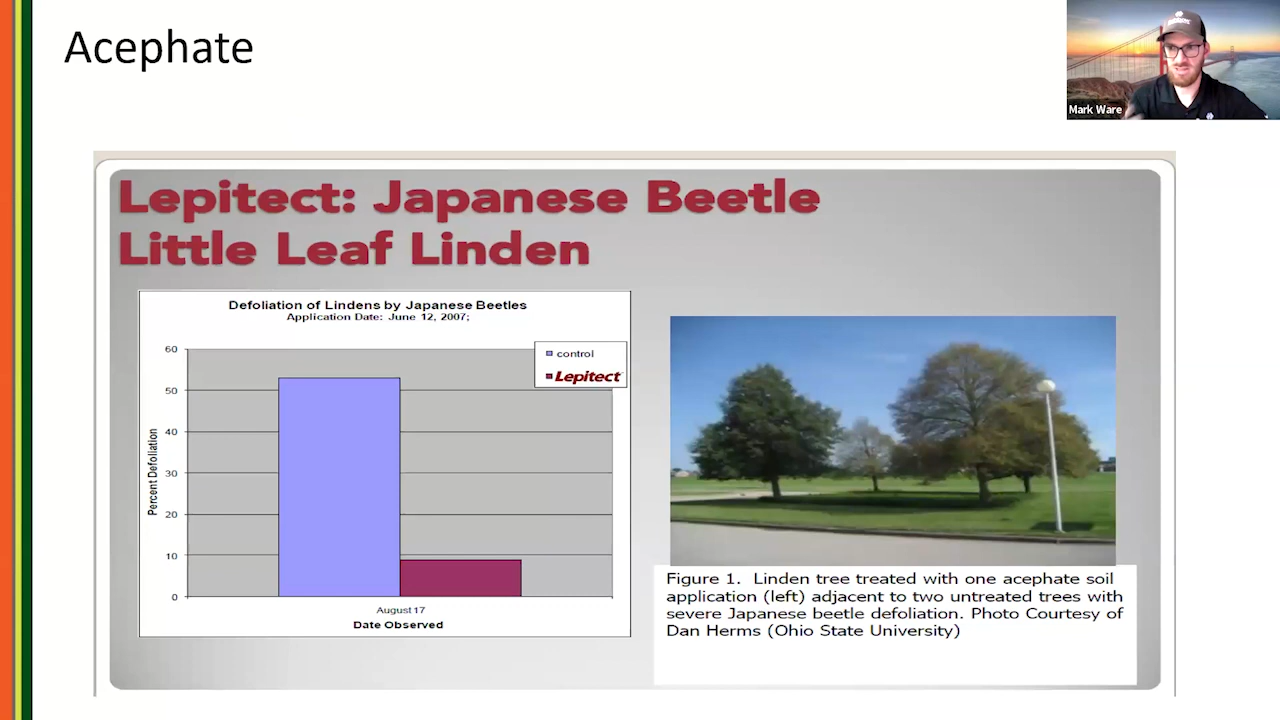 Acephate
Mark Ware
Lepitect: Japanese Beetle
Little Leaf Linden
Defoliation of Lindens by Japanese Beetles
Application Date: June 12, 2007;
control
Lepitect
60
50
40
30
20
10
0
Percent Defoliation
August 17
Date Observed
Figure 1. Linden tree treated with one acephate soil
application (left) adjacent to two untreated trees with
severe Japanese beetle defoliation. Photo Courtesy of
Dan Herms (Ohio State University)